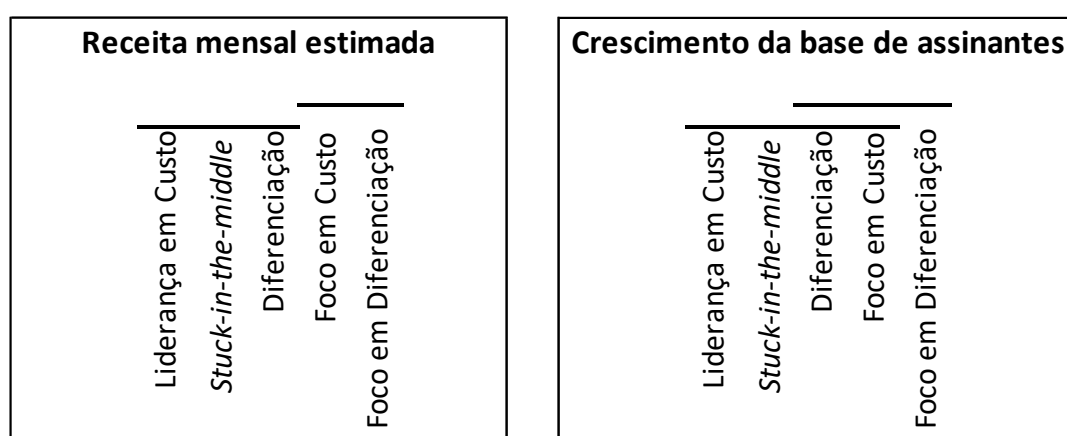 Receita mensal estimada
Liderança em Custo
Stuck-in-the-middle
Diferenciação
Foco em Custo
Foco em Diferenciação
Crescimento da base de assinantes
Liderança em Custo
Stuck-in-the-middle
Diferenciação
Foco em Custo
Foco em Diferenciação